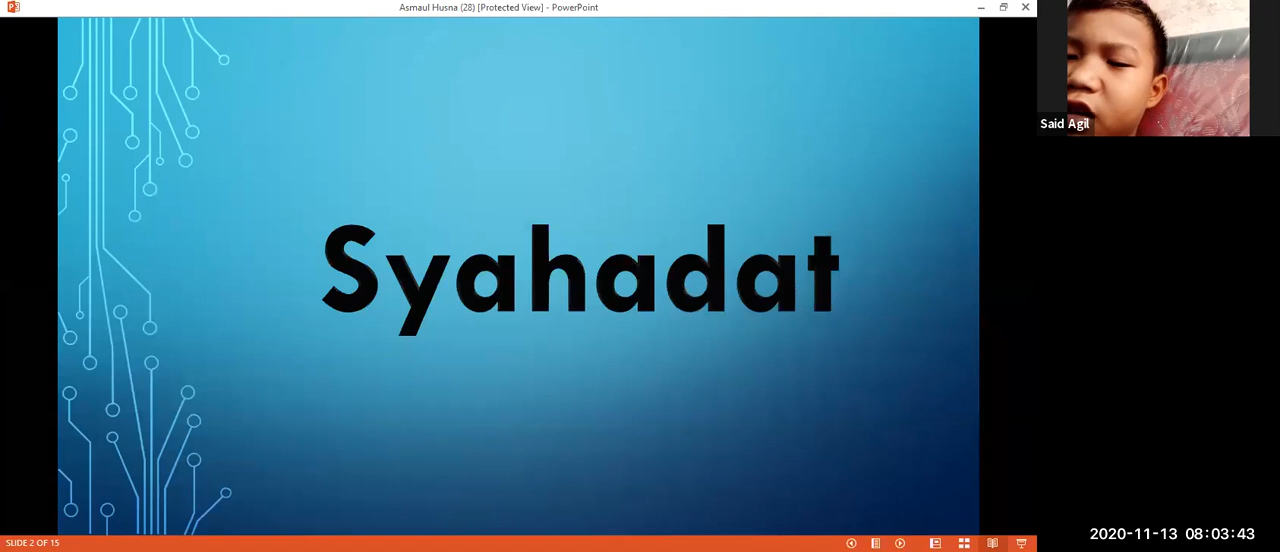 Asmaul Husna (28) [Protected View] - PowerPoint
Said Agil
Syahadat
2020-11-13 08:03:43
SLIDE 2 OF 15